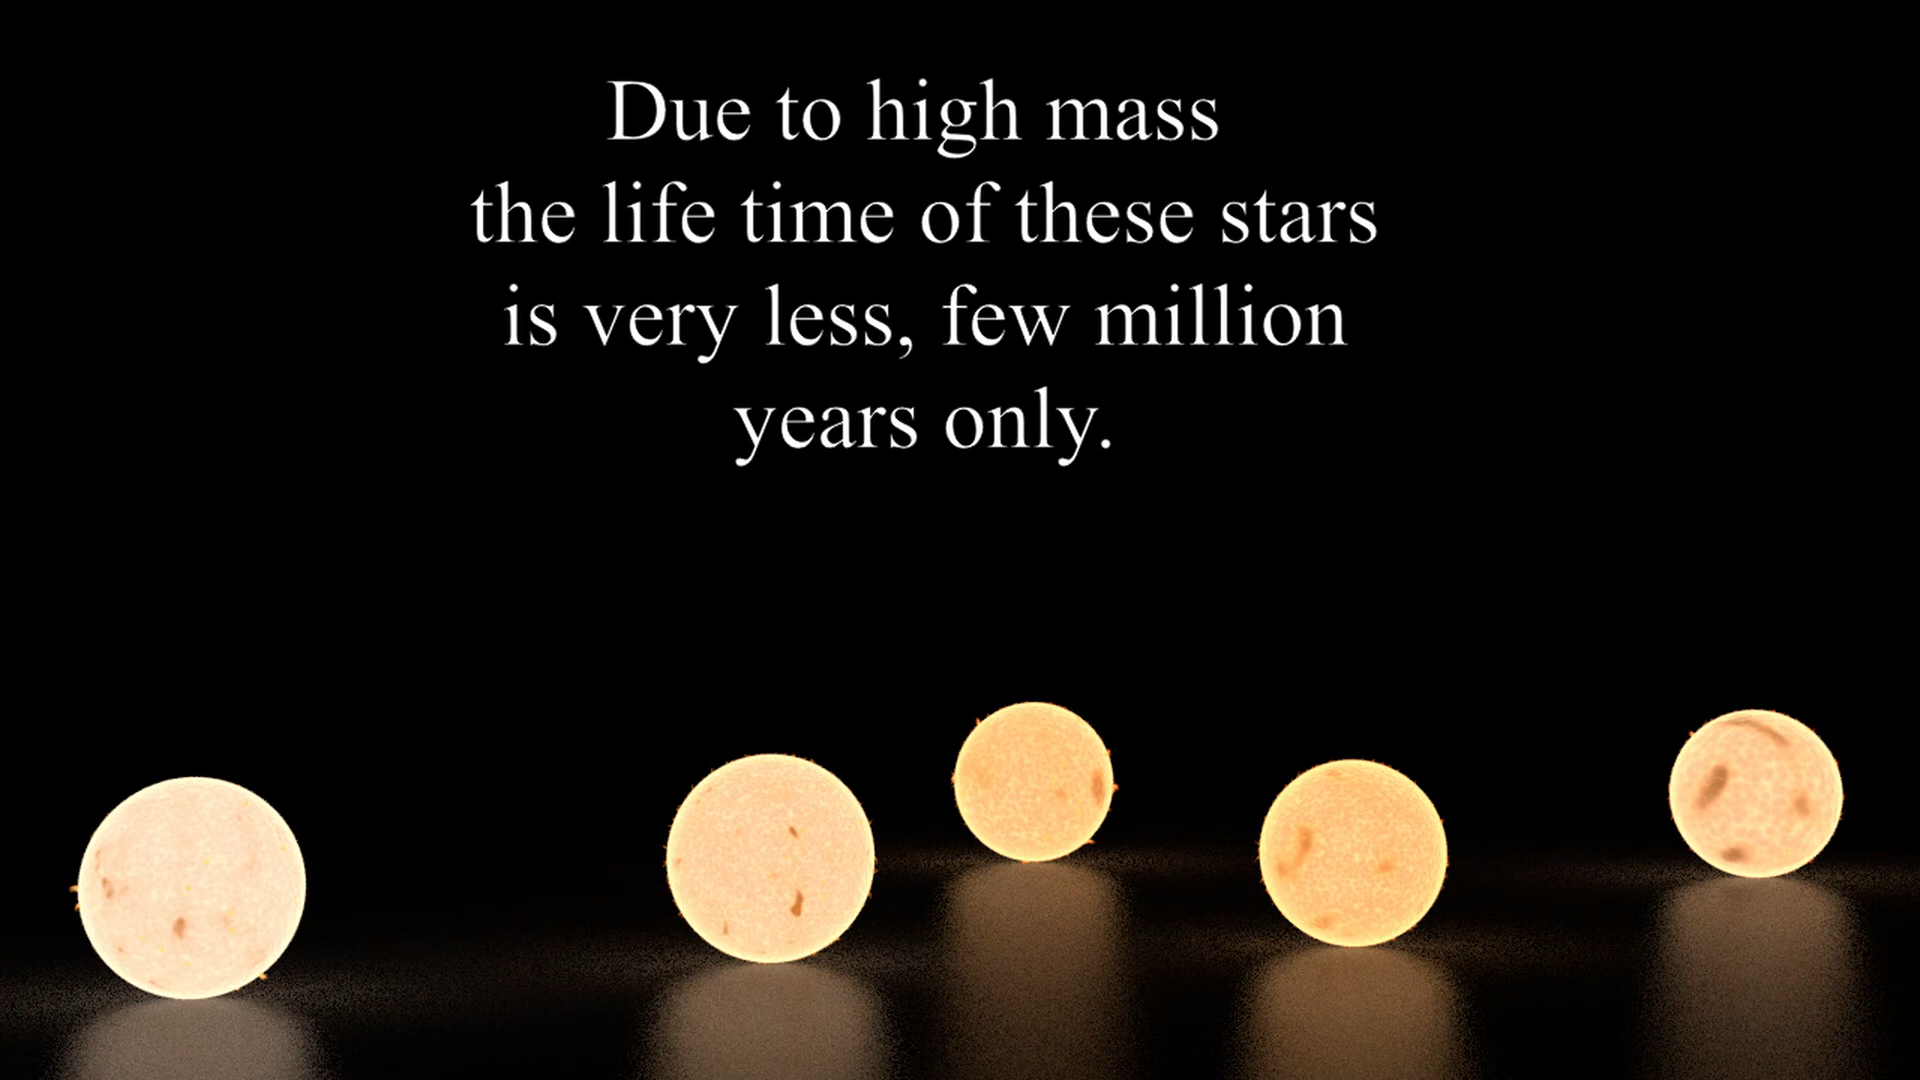 Due to high mass
the life time of these stars
is very less, few million
years only.